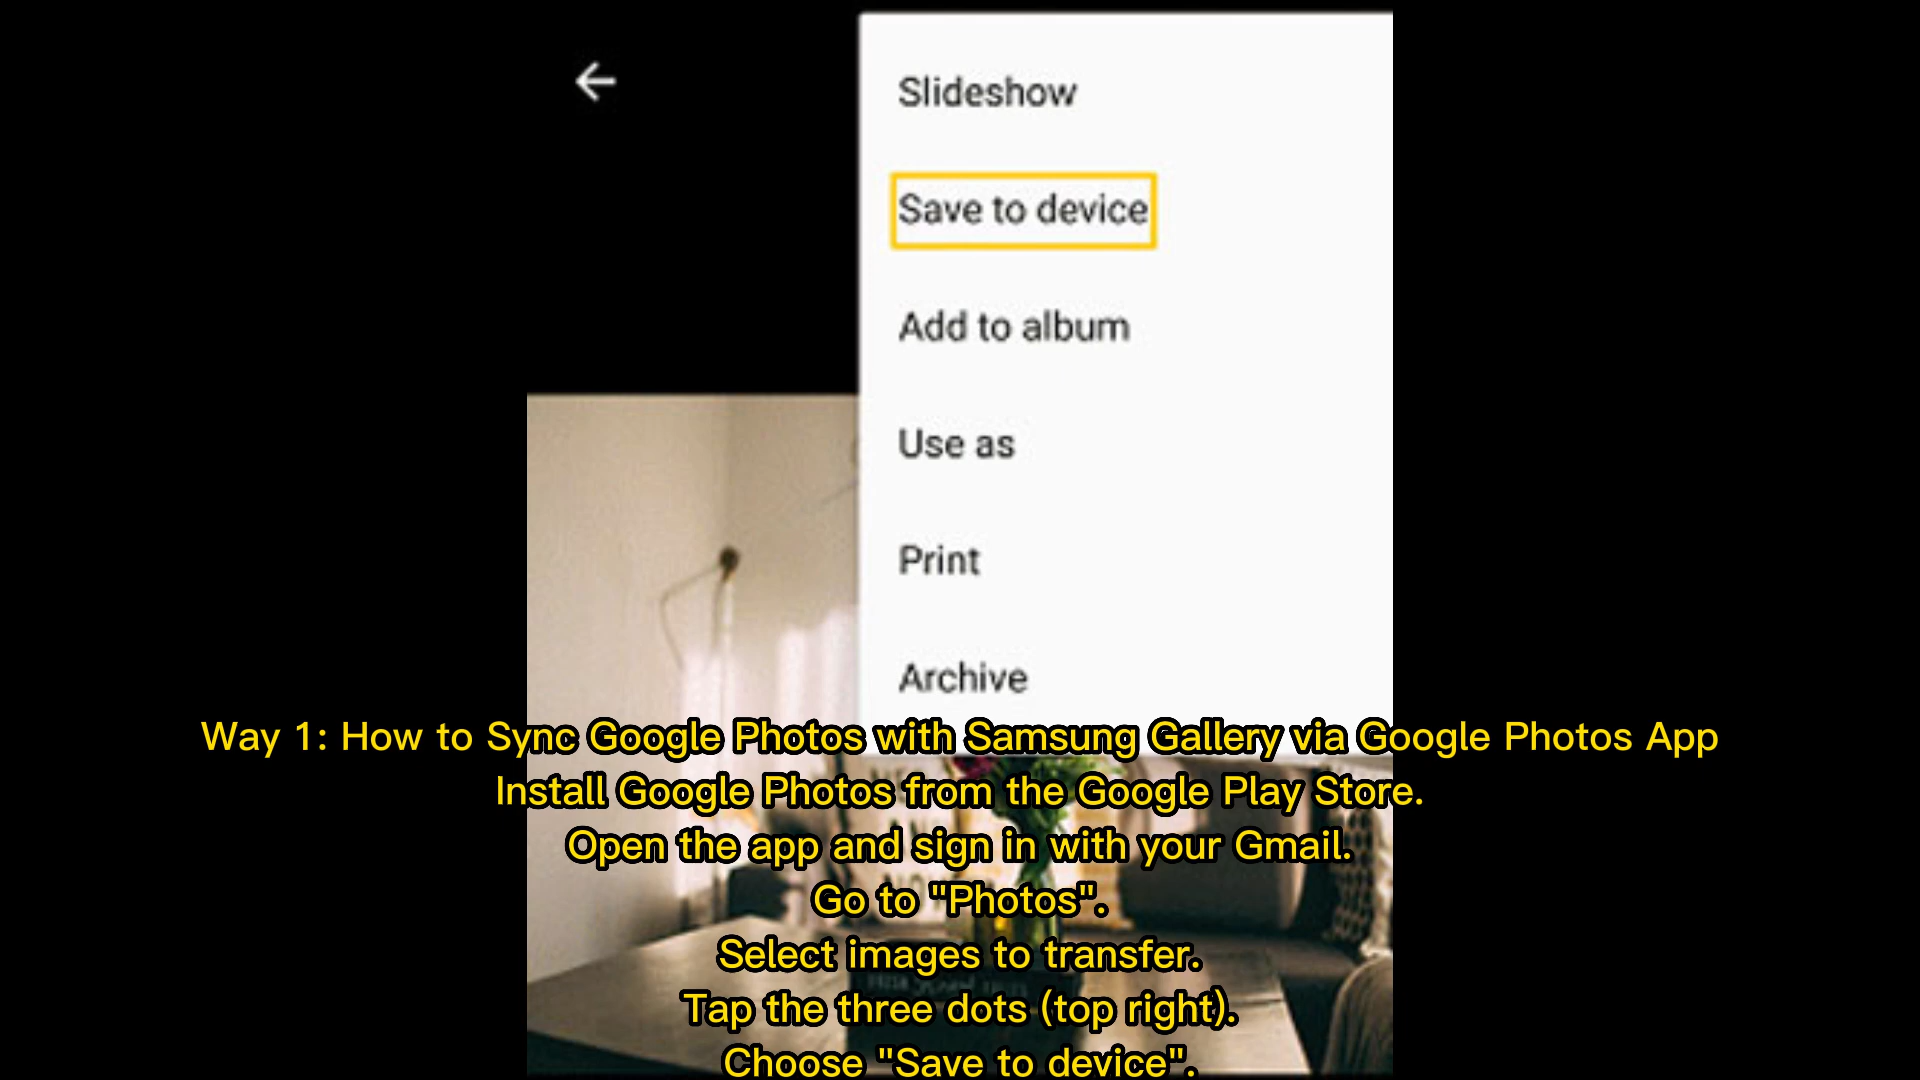 Slideshow
Save to device
Add to album
Use as
Print
Archive
Way 1: How to Sync Google Photos with Samsung Gallery via Google Photos App
Install Google Photos from the Google Play Store.
Open the app and sign in with your Gmail.
Go to "Photos".
Select images to transfer.
Tap the three dots (top right).
Choose "Save to device".